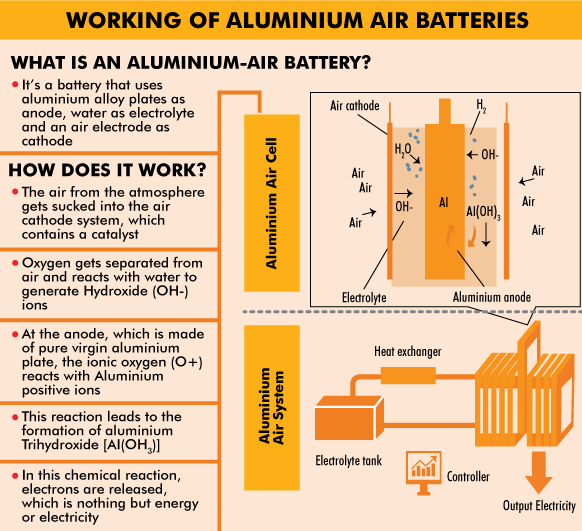 WORKING OF ALUMINIUM AIR BATTERIES
WHAT IS AN ALUMINIUM-AIR BATTERY?
• It's a battery that uses
aluminium alloy plates as
anode, water as electrolyte
and an air electrode as
cathode
HOW DOES IT WORK?
• The air from the atmosphere
gets sucked into the air
cathode system, which
contains a catalyst
• Oxygen gets separated from
air and reacts with water to
generate Hydroxide (OH-)
ions
• At the anode, which is made
of pure virgin aluminium
plate, the ionic oxygen (O+)
reacts with Aluminium
positive ions
• This reaction leads to the
formation of aluminium
Trihydroxide [Al(OH₃)]
• In this chemical reaction,
electrons are released,
which is nothing but energy
or electricity
Aluminium Air Cell
Air cathode
H₂
H₂O
OH-
Air
Air
Air
OH-
Al
Al(OH)₃
Air
Air
Air
Electrolyte
Aluminium anode
Aluminium
Air System
Heat exchanger
Electrolyte tank
Controller
Output Electricity